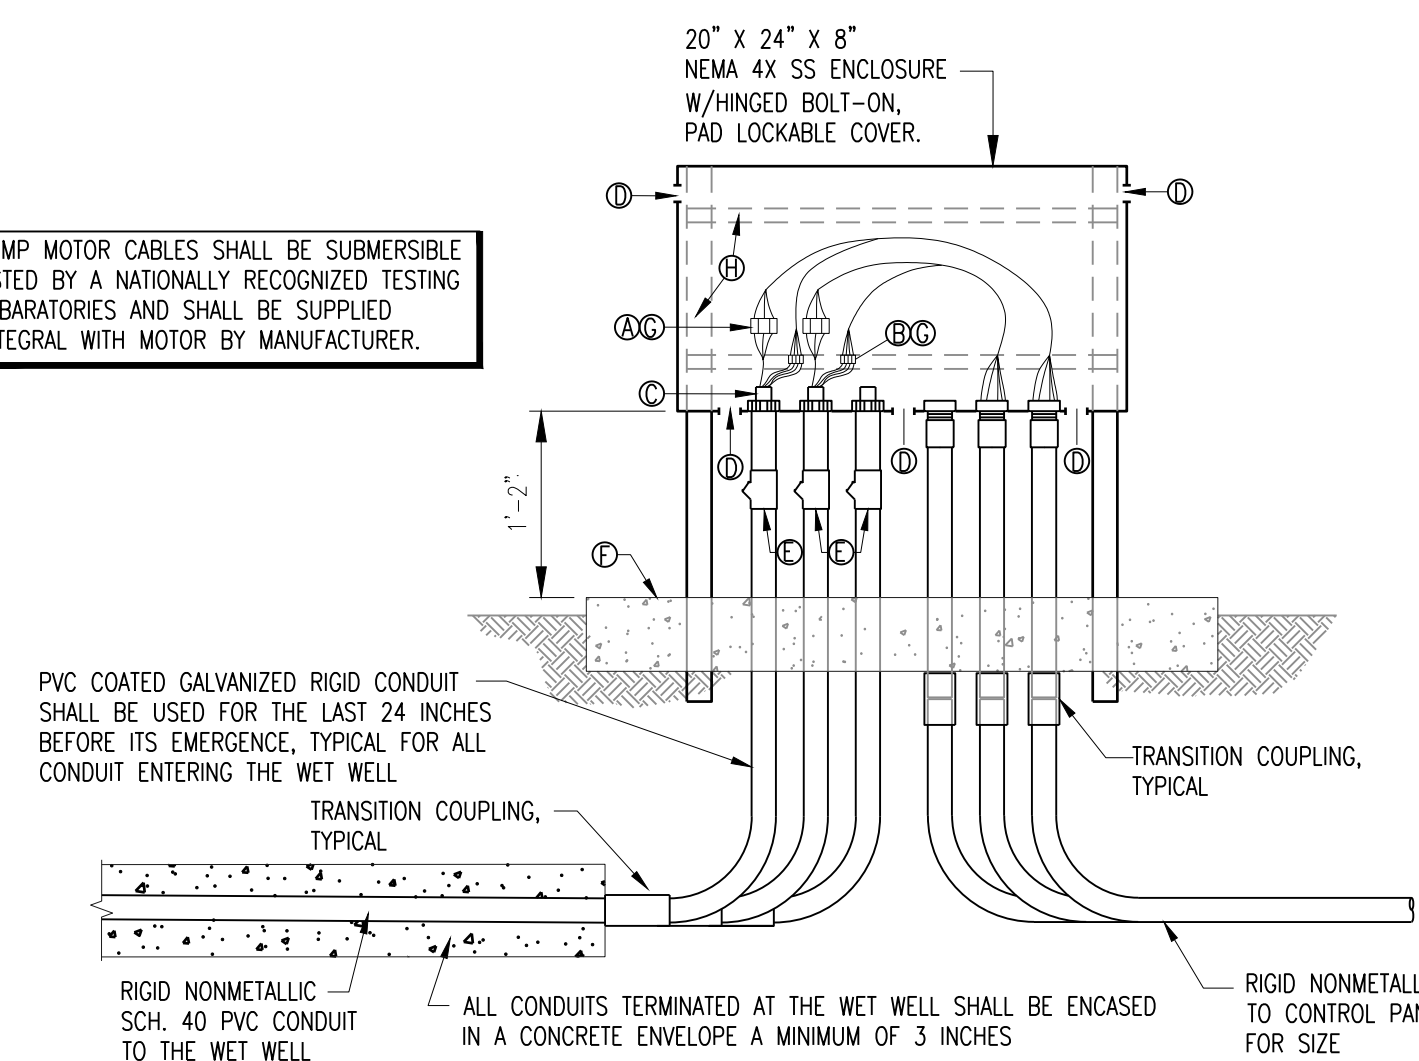 20" X 24" X 8"
NEMA 4X SS ENCLOSURE
W/HINGED BOLT-ON,
PAD LOCKABLE COVER.
D
D
MP MOTOR CABLES SHALL BE SUBMERSIBLE
STED BY A NATIONALLY RECOGNIZED TESTING
BARATORIES AND SHALL BE SUPPLIED
TEGRAL WITH MOTOR BY MANUFACTURER.
H
A G
B G
C
D
D
D
1'-2"
E
E
F
PVC COATED GALVANIZED RIGID CONDUIT
SHALL BE USED FOR THE LAST 24 INCHES
BEFORE ITS EMERGENCE, TYPICAL FOR ALL
CONDUIT ENTERING THE WET WELL
TRANSITION COUPLING,
TYPICAL
TRANSITION COUPLING,
TYPICAL
RIGID NONMETALLIC
SCH. 40 PVC CONDUIT
TO THE WET WELL
ALL CONDUITS TERMINATED AT THE WET WELL SHALL BE ENCASED
IN A CONCRETE ENVELOPE A MINIMUM OF 3 INCHES
RIGID NONMETALL
TO CONTROL PAN
FOR SIZE